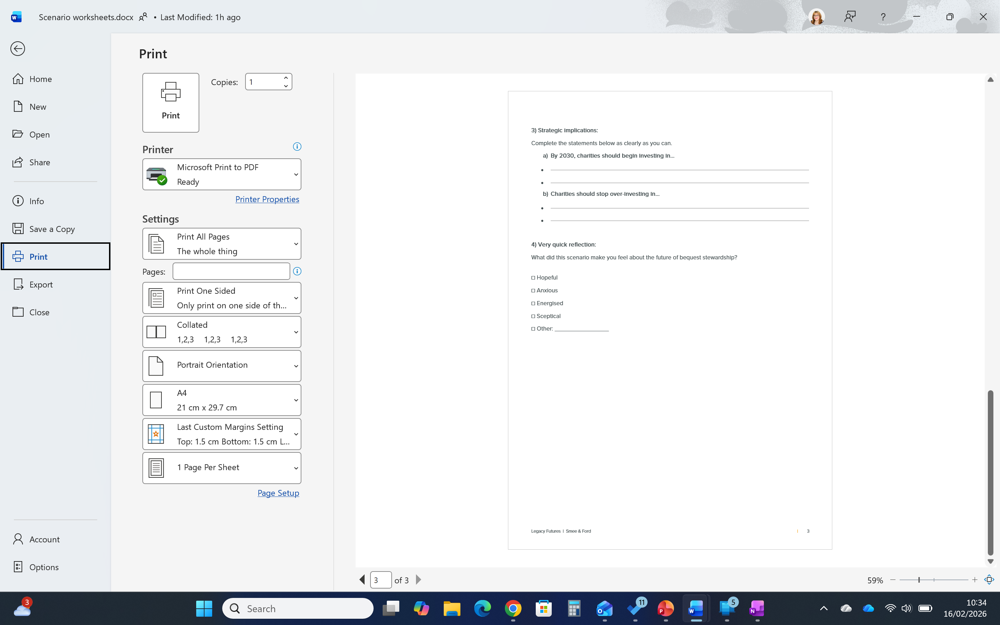 Scenario worksheets.docx • Last Modified: 1h ago
?
Home
New
Open
Share
Info
Save a Copy
Print
Export
Close
Account
Options
Print
Print
Copies: 1
Printer
Microsoft Print to PDF
Ready
Printer Properties
Settings
Print All Pages
The whole thing
Pages:
Print One Sided
Only print on one side of th...
Collated
1,2,3 1,2,3 1,2,3
Portrait Orientation
A4
21 cm x 29.7 cm
Last Custom Margins Setting
Top: 1.5 cm Bottom: 1.5 cm L...
1 Page Per Sheet
Page Setup
3) Strategic implications:
Complete the statements below as clearly as you can.
a) By 2030, charities should begin investing in...
b) Charities should stop over-investing in...
4) Very quick reflection:
What did this scenario make you feel about the future of bequest stewardship?
☐ Hopeful
☐ Anxious
☐ Energised
☐ Sceptical
☐ Other: _________________
Legacy Futures | Smee & Ford | 3
3 of 3
59%
3
Search
11
5
10:34
16/02/2026